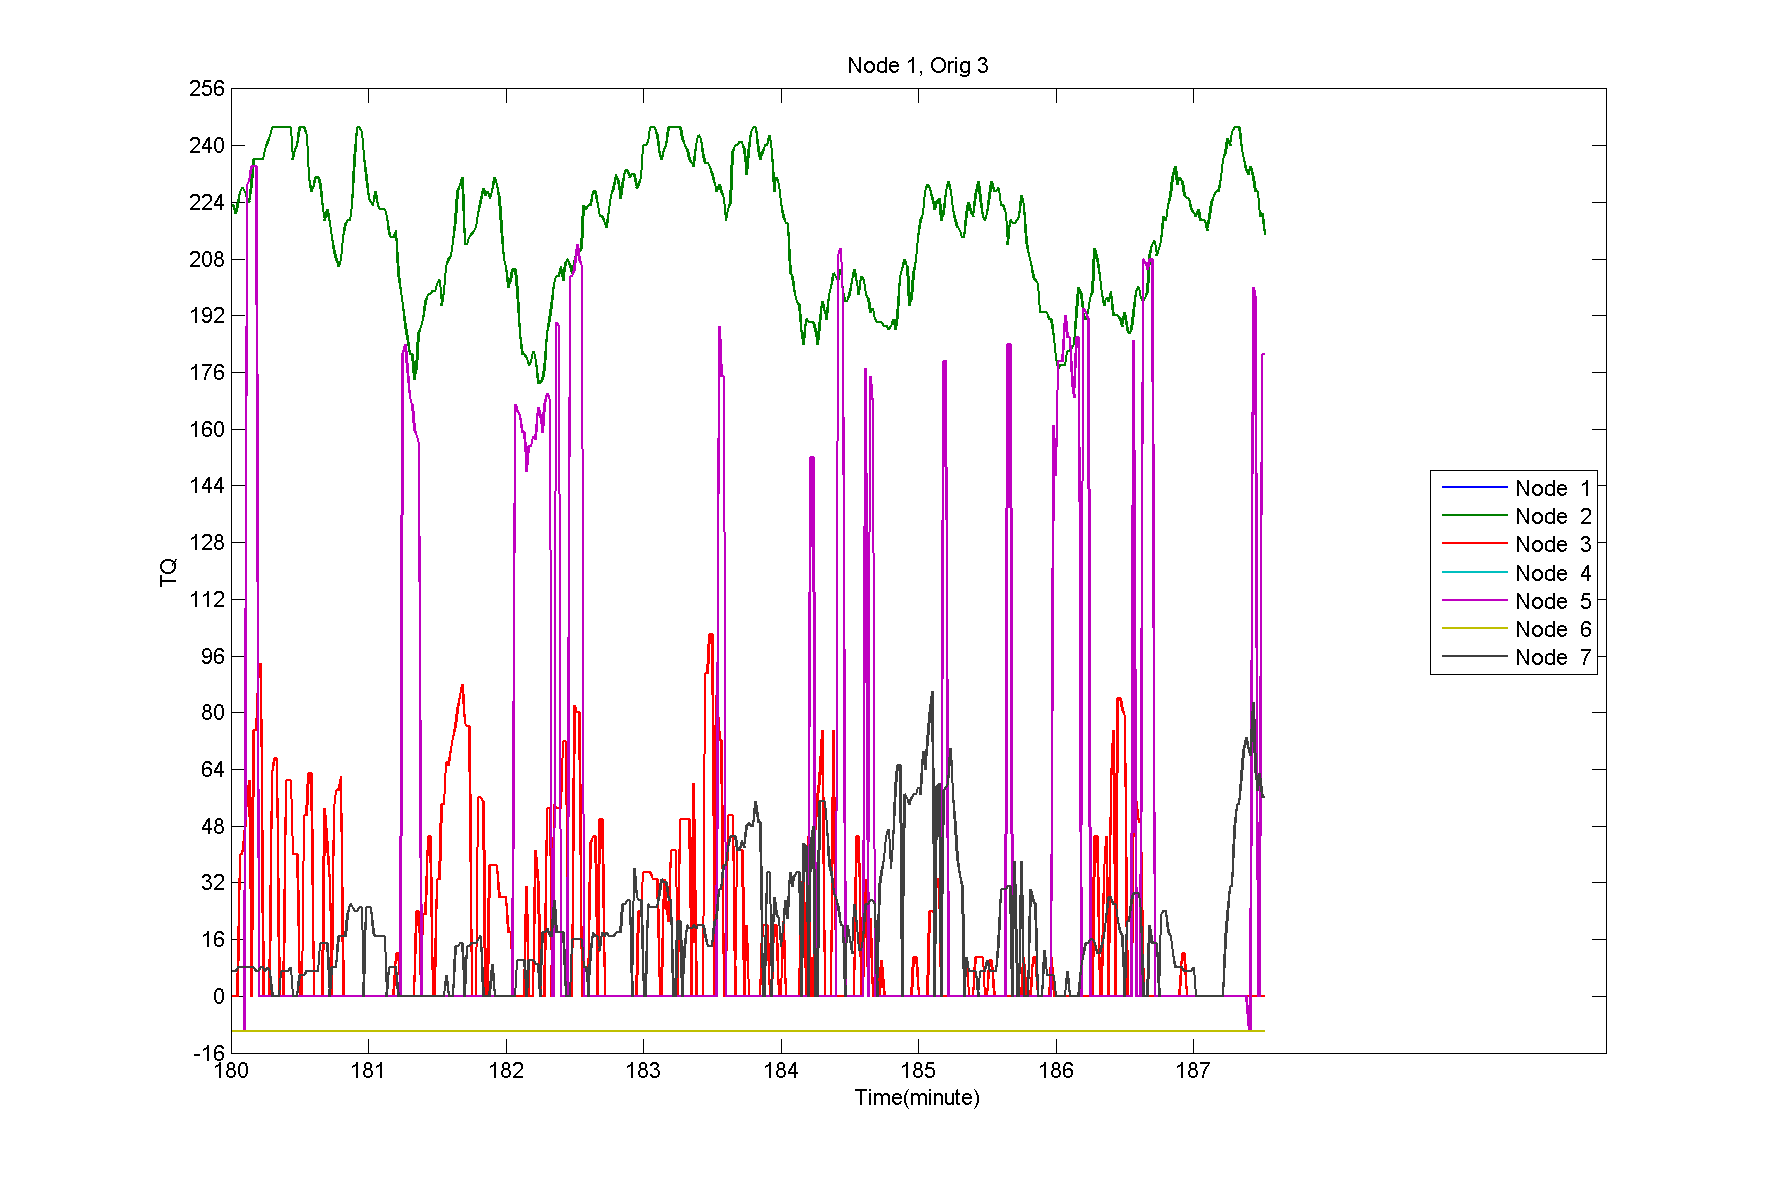 Node 1, Orig 3
256
240
224
208
192
176
160
144
128
112
96
80
64
48
32
16
0
-16
TQ
180 181 182 183 184 185 186 187
Time(minute)
Node 1
Node 2
Node 3
Node 4
Node 5
Node 6
Node 7